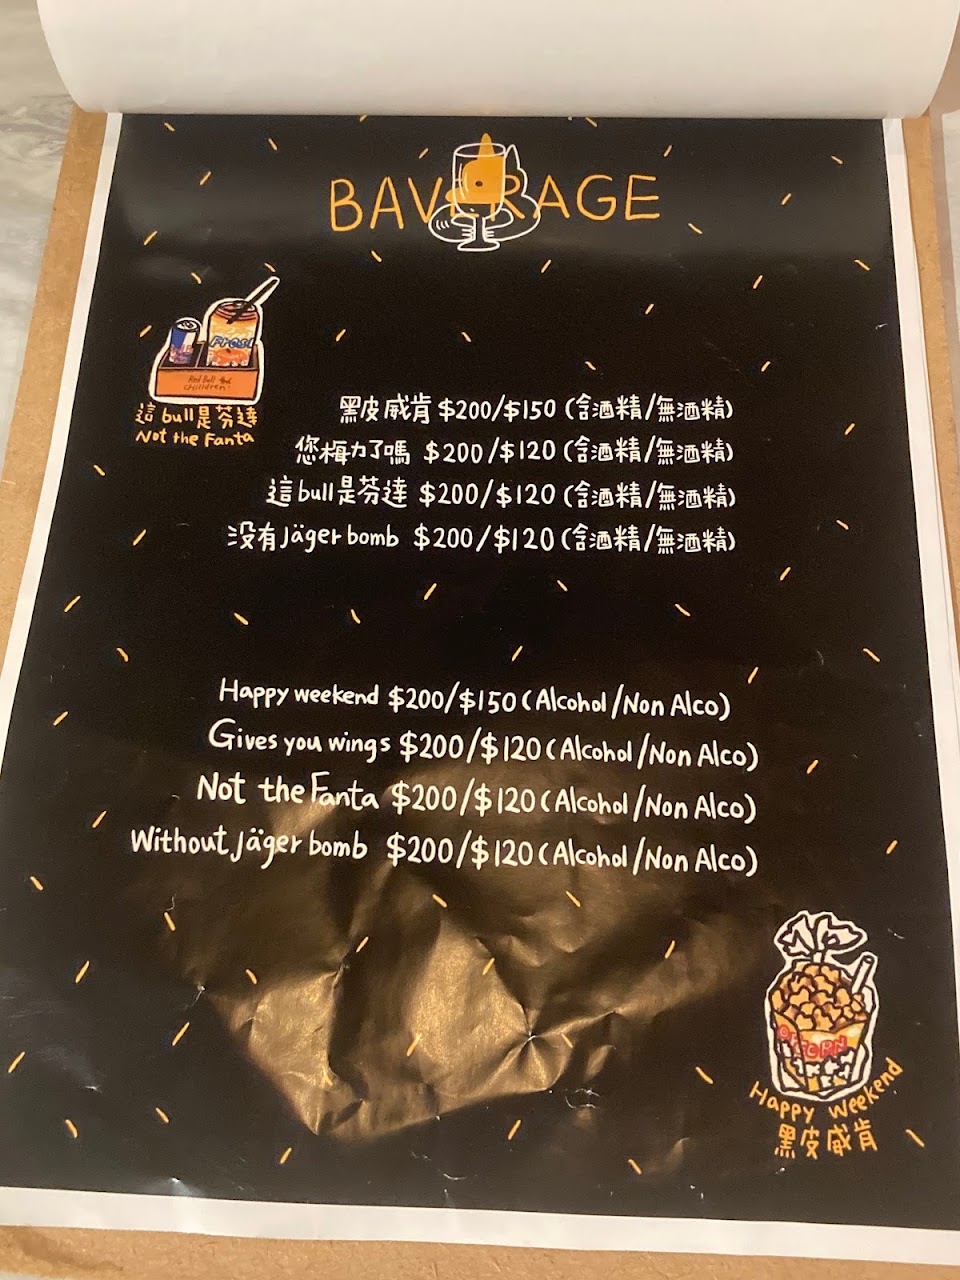 BAVERAGE
Frosl
Red Bull the
children!
這bull是芬達
Not the Fanta
黑皮威肯 $200/$150 (含酒精/無酒精)
您梅力了嗎 $200/$120 (含酒精/無酒精)
這bull是芬達 $200/$120 (含酒精/無酒精)
沒有Jäger bomb $200/$120 (含酒精/無酒精)
Happy weekend $200/$150 (Alcohol/Non Alco)
Gives you wings $200/$120 (Alcohol/Non Alco)
Not the Fanta $200/$120 (Alcohol/Non Alco)
Without Jäger bomb $200/$120 (Alcohol/Non Alco)
Happy Weekend
黑皮威肯